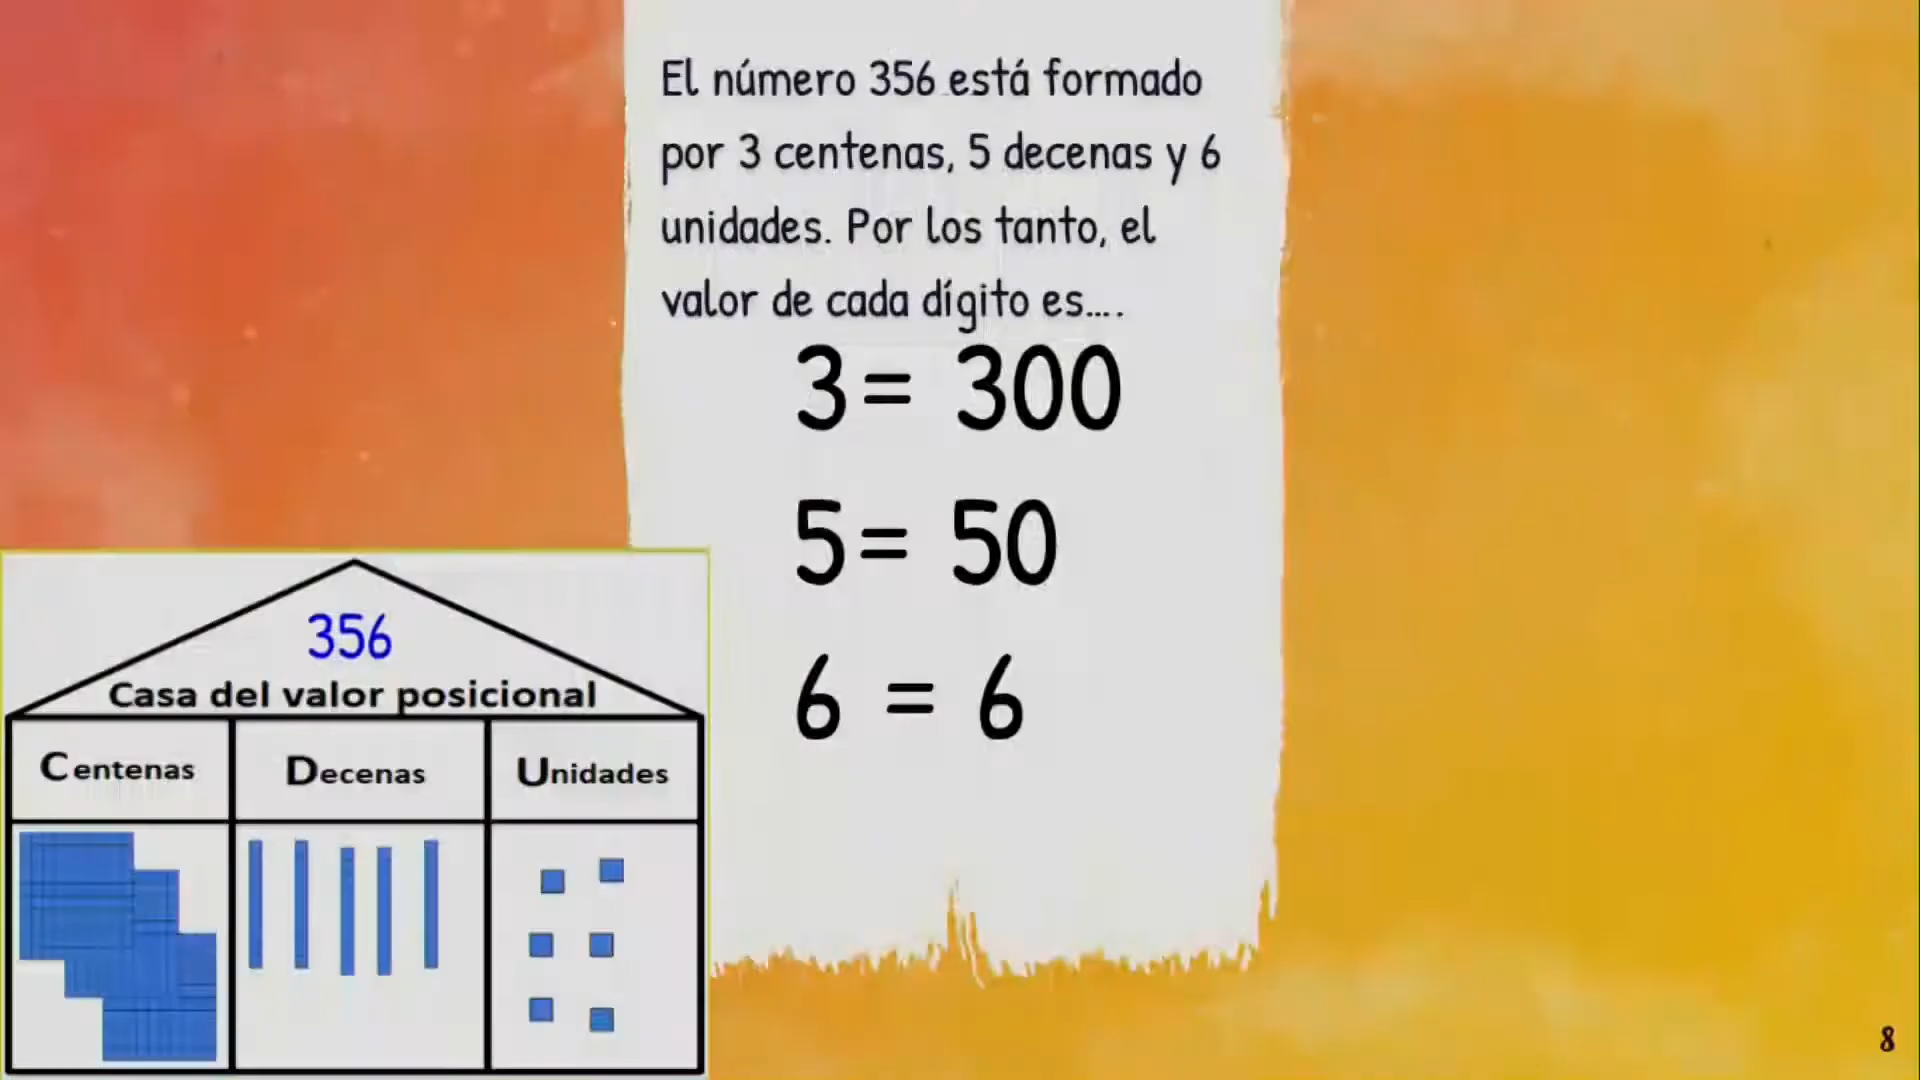 El número 356 está formado
por 3 centenas, 5 decenas y 6
unidades. Por los tanto, el
valor de cada dígito es....
3= 300
5= 50
6 = 6
356
Casa del valor posicional
Centenas Decenas Unidades
8